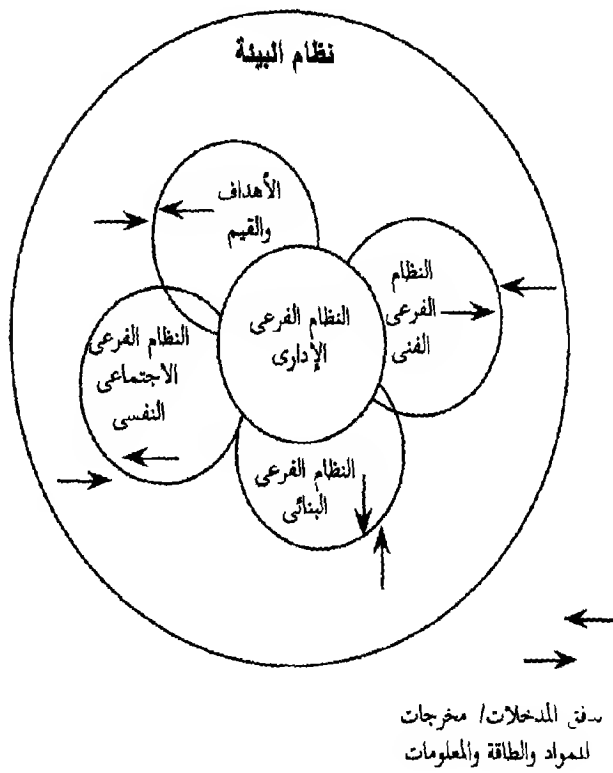 نظام البيئة
الأهداف
والقيم
النظام
الفرعى
الفنى
النظام الفرعى
الإدارى
النظام الفرعى
الاجتماعى
النفسى
النظام الفرعى
البنائى
المدخلات/ مخرجات
للمواد والطاقة والمعلومات